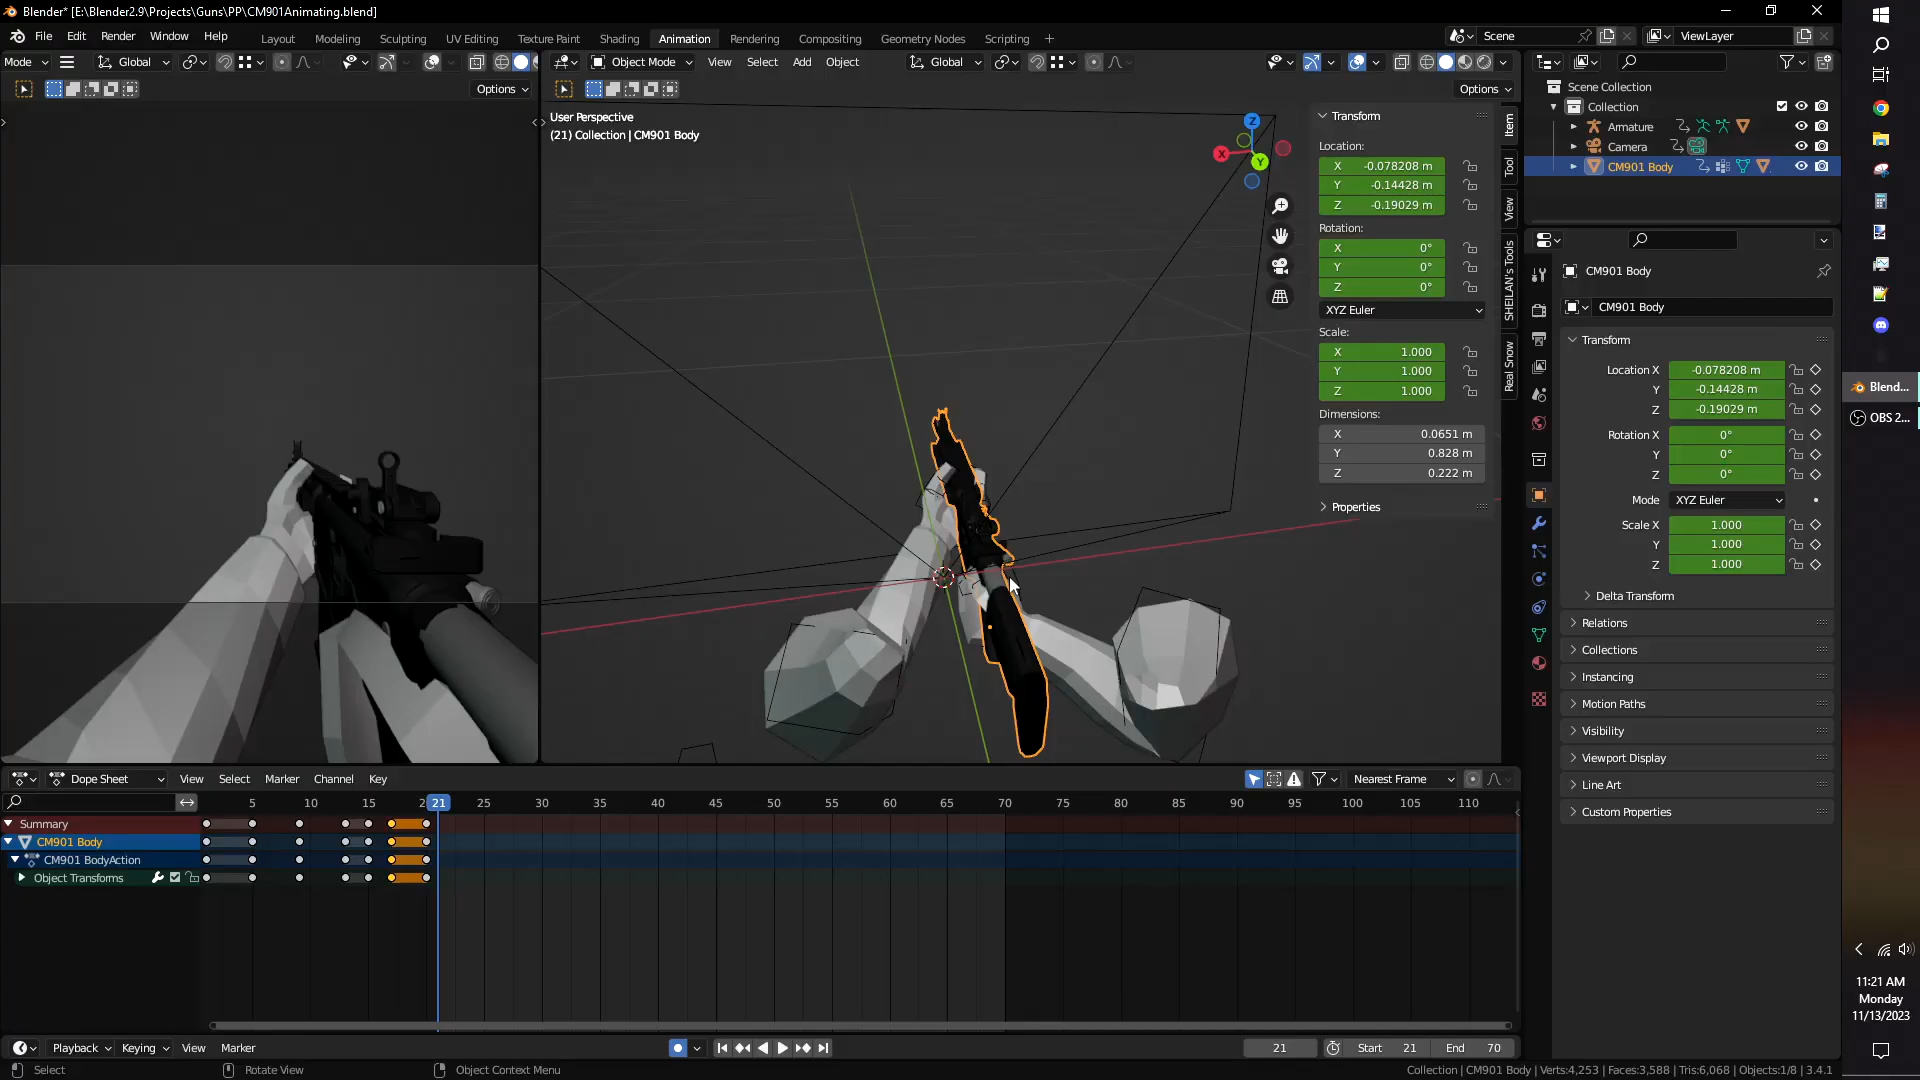 Blender* [E:\Blender2.9\Projects\Guns\PP\CM901Animating.blend]
File Edit Render Window Help Layout Modeling Sculpting UV Editing Texture Paint Shading Animation Rendering Compositing Geometry Nodes Scripting + Scene ViewLayer
Mode Global Object Mode View Select Add Object Global
Options Options
User Perspective
(21) Collection | CM901 Body
Z
X
Y
Transform
Location:
X -0.078208 m
Y -0.14428 m
Z -0.19029 m
Rotation:
X 0°
Y 0°
Z 0°
XYZ Euler
Scale:
X 1.000
Y 1.000
Z 1.000
Dimensions:
X 0.0651 m
Y 0.828 m
Z 0.222 m
Properties
Item
Tool
View
SHEILAN's Tools
Real Snow
Scene Collection
Collection
Armature
Camera
CM901 Body
CM901 Body
CM901 Body
Transform
Location X -0.078208 m
Y -0.14428 m
Z -0.19029 m
Rotation X 0°
Y 0°
Z 0°
Mode XYZ Euler
Scale X 1.000
Y 1.000
Z 1.000
Delta Transform
Relations
Collections
Instancing
Motion Paths
Visibility
Viewport Display
Line Art
Custom Properties
Dope Sheet View Select Marker Channel Key Nearest Frame
5 10 15 2 21 25 30 35 40 45 50 55 60 65 70 75 80 85 90 95 100 105 110
Summary
CM901 Body
CM901 BodyAction
Object Transforms
Playback Keying View Marker 21 Start 21 End 70
Select Rotate View Object Context Menu Collection | CM901 Body | Verts:4,253 | Faces:3,588 | Tris:6,068 | Objects:1/8 | 3.4.1
Blend...
OBS 2...
11:21 AM
Monday
11/13/2023